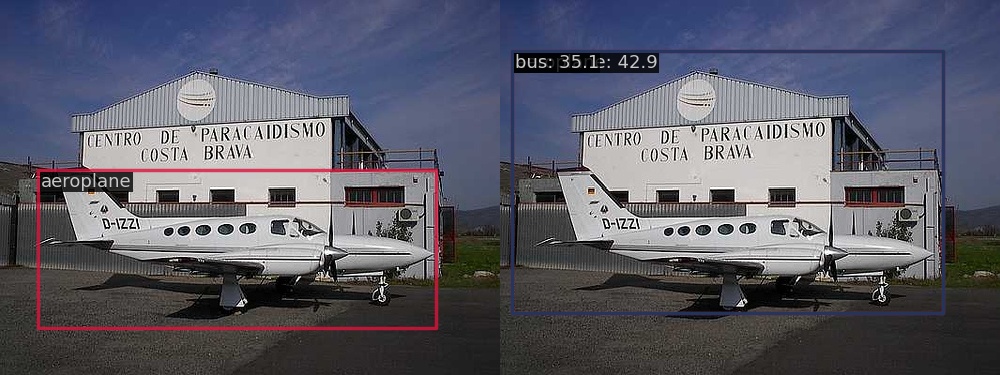 aeroplane
CENTRO DE PARACAIDISMO
COSTA BRAVA
D-IZZI
bus: 35.1: 42.9
CENTRO DE PARACAIDISMO
COSTA BRAVA
D-IZZI